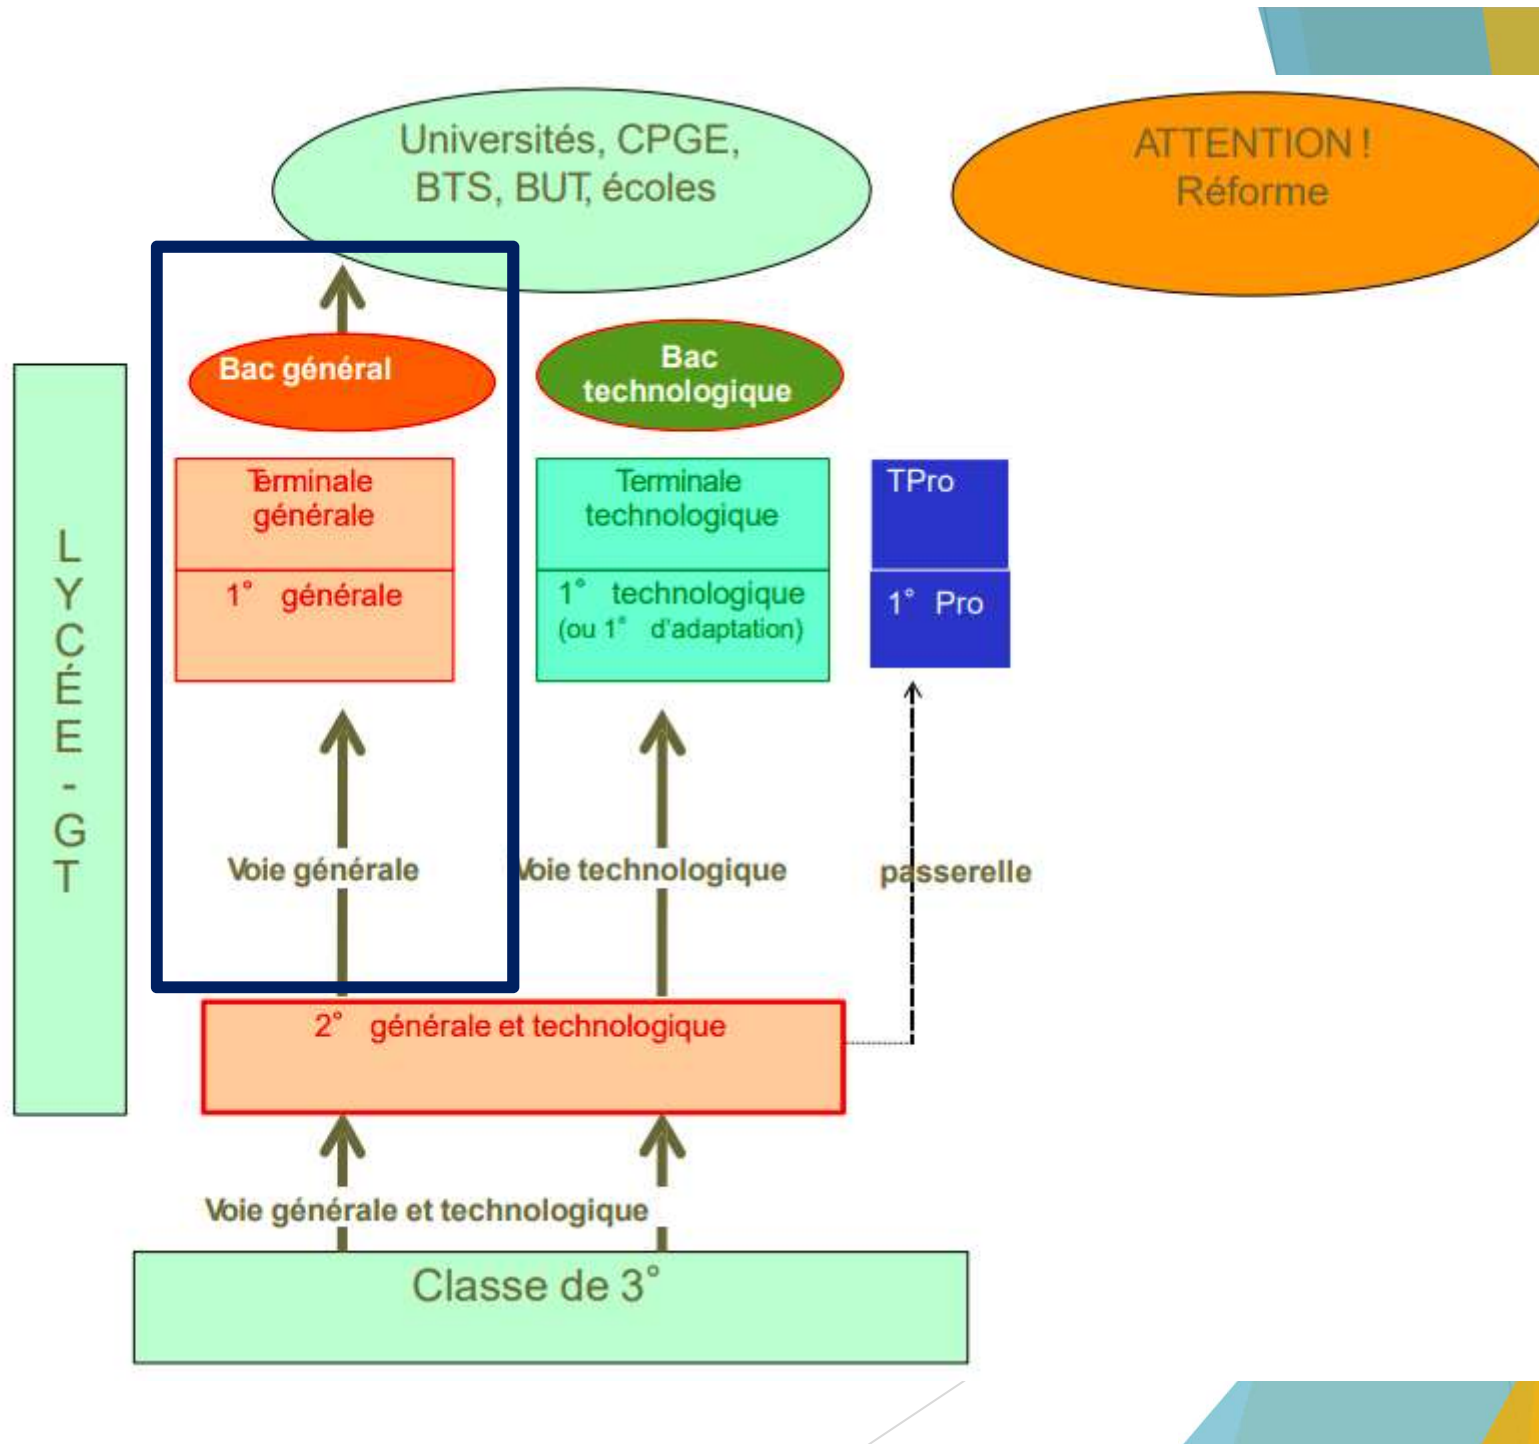 Universités, CPGE,
BTS, BUT, écoles
ATTENTION !
Réforme
Bac général
Bac
technologique
LYCÉE - GT
Terminale
générale
Terminale
technologique
TPro
1° générale
1° technologique
(ou 1° d'adaptation)
1° Pro
Voie générale
Voie technologique
passerelle
2° générale et technologique
Voie générale et technologique
Classe de 3°